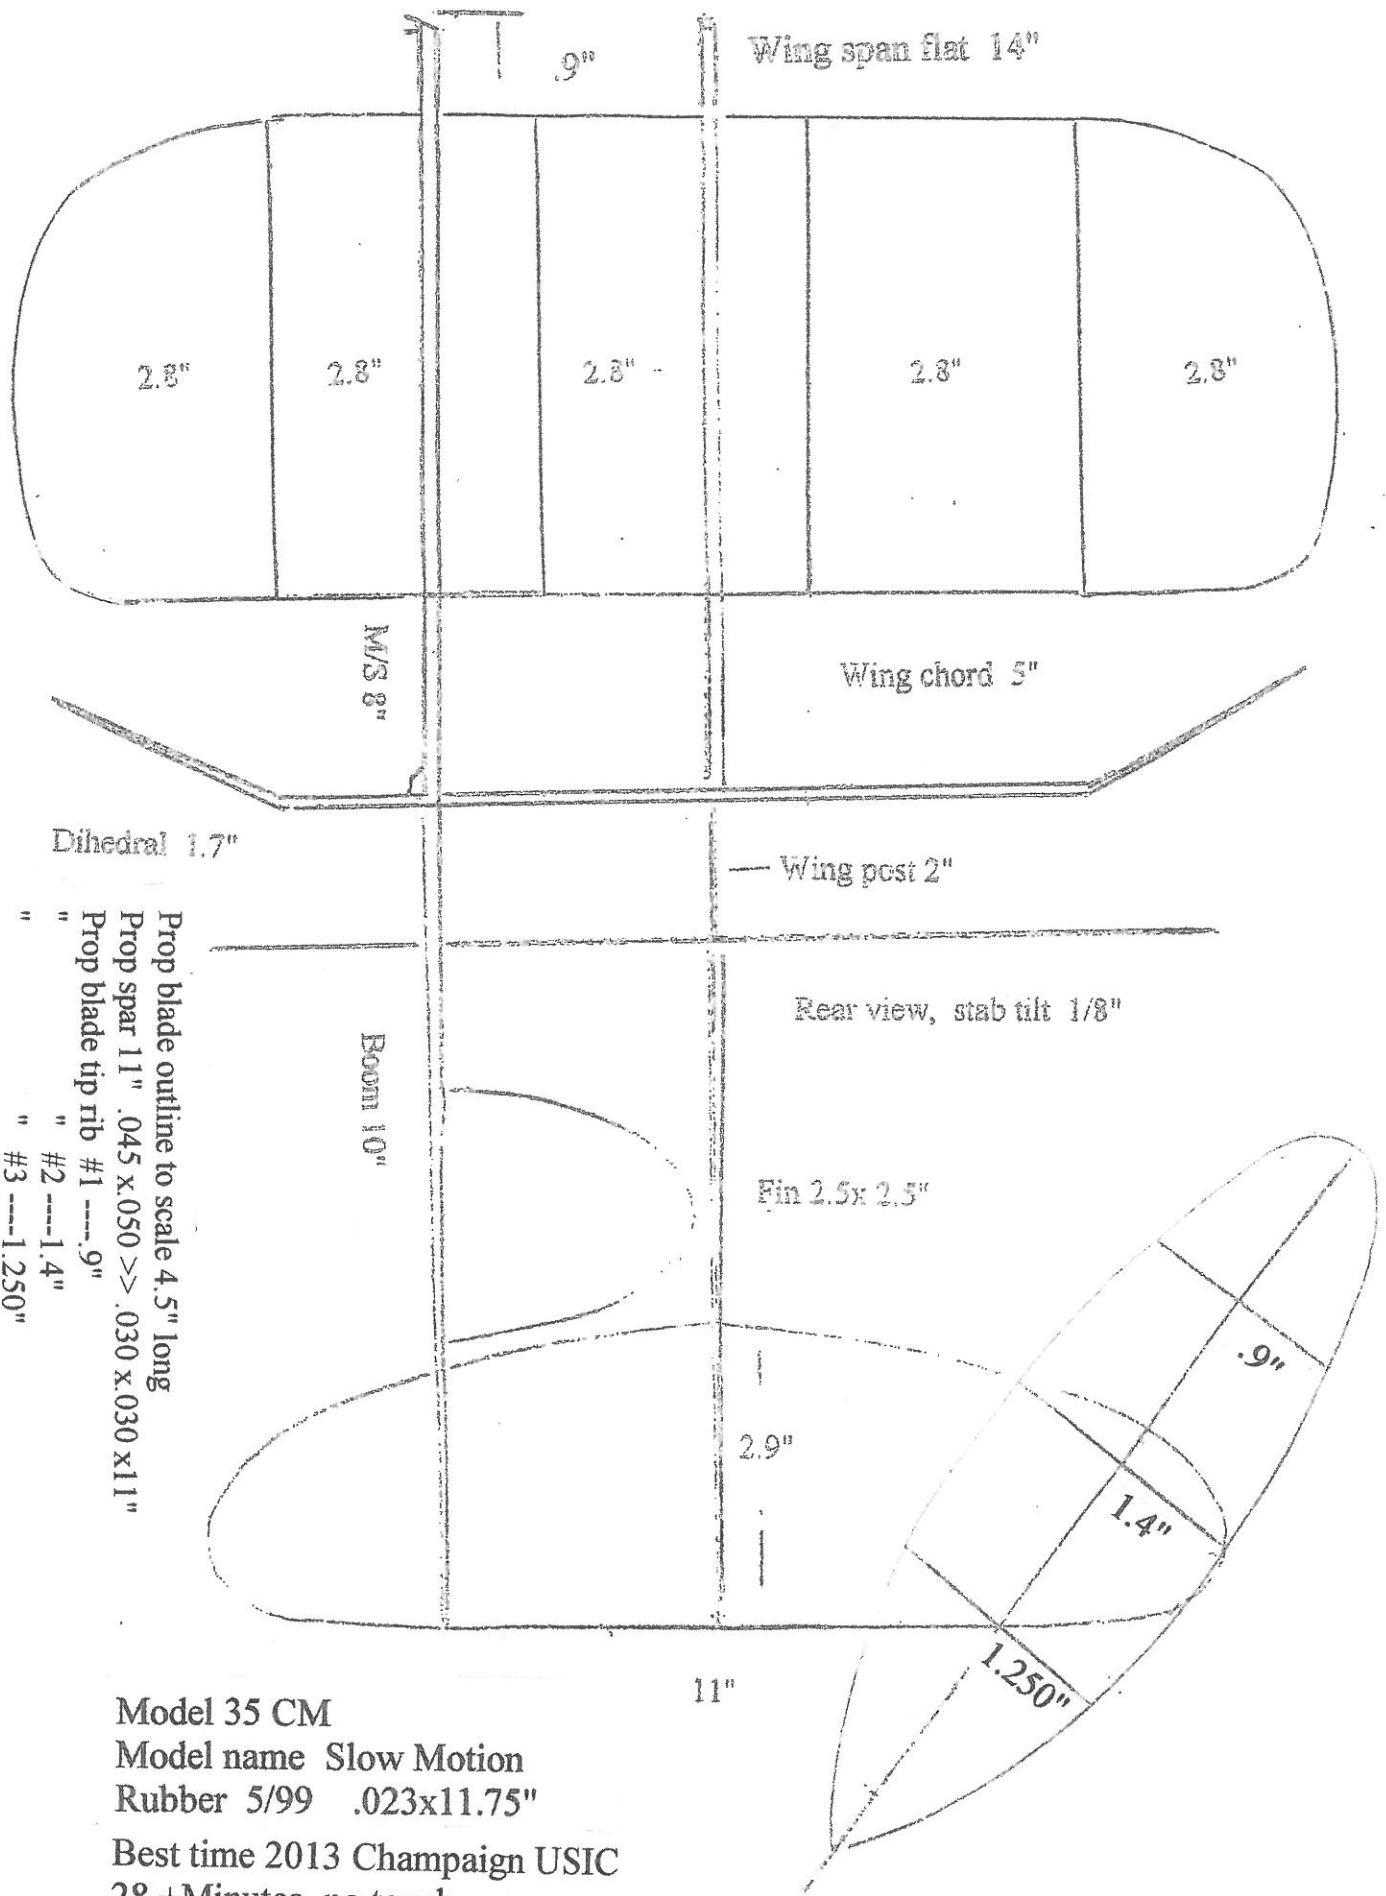 .9"
Wing span flat 14"
2.8"
2.8"
2.8"
2.8"
2.8"
M/S 8"
Wing chord 5"
Dihedral 1.7"
Wing post 2"
Rear view, stab tilt 1/8"
Boom 10"
Fin 2.5x 2.5"
Prop blade outline to scale 4.5" long
Prop spar 11" .045 x.050 >> .030 x.030 x11"
Prop blade tip rib #1 ----.9"
" " #2 ----1.4"
" " #3 ----1.250"
.9"
1.4"
1.250"
2.9"
11"
Model 35 CM
Model name Slow Motion
Rubber 5/99 .023x11.75"
Best time 2013 Champaign USIC
28 +Minutes no touch